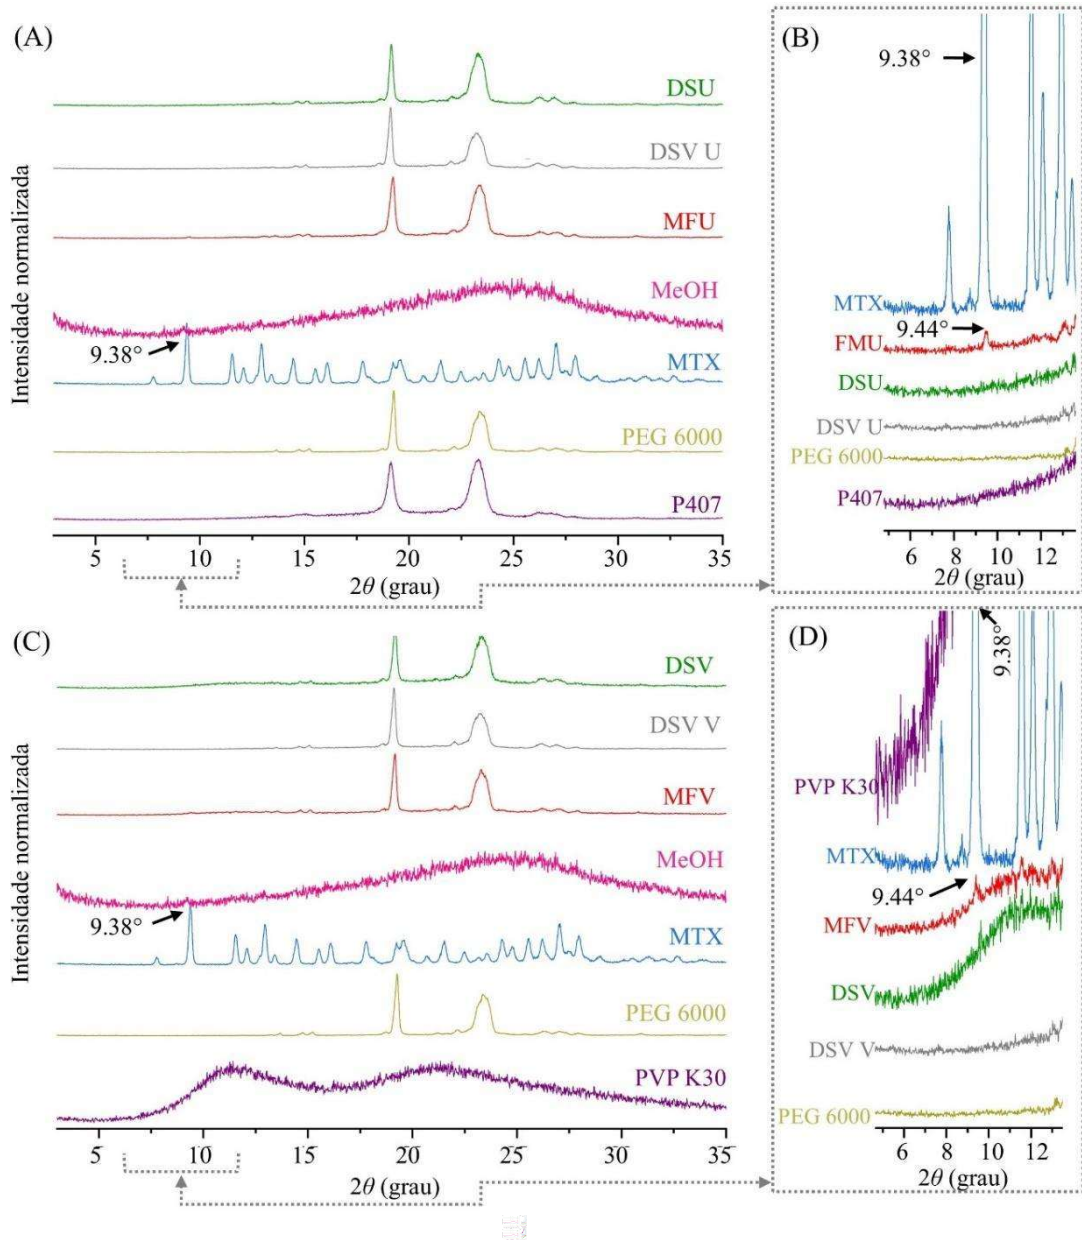 (A)
DSU
DSV U
MFU
MeOH
9.38°
MTX
PEG 6000
P407
Intensidade normalizada
5 10 15 20 25 30 35
2θ (grau)
(B)
9.38°
MTX
9.44°
FMU
DSU
DSV U
PEG 6000
P407
6 8 10 12
2θ (grau)
(C)
DSV
DSV V
MFV
MeOH
9.38°
MTX
PEG 6000
PVP K30
Intensidade normalizada
5 10 15 20 25 30 35
2θ (grau)
(D)
9.38°
PVP K30
MTX
9.44°
MFV
DSV
DSV V
PEG 6000
6 8 10 12
2θ (grau)